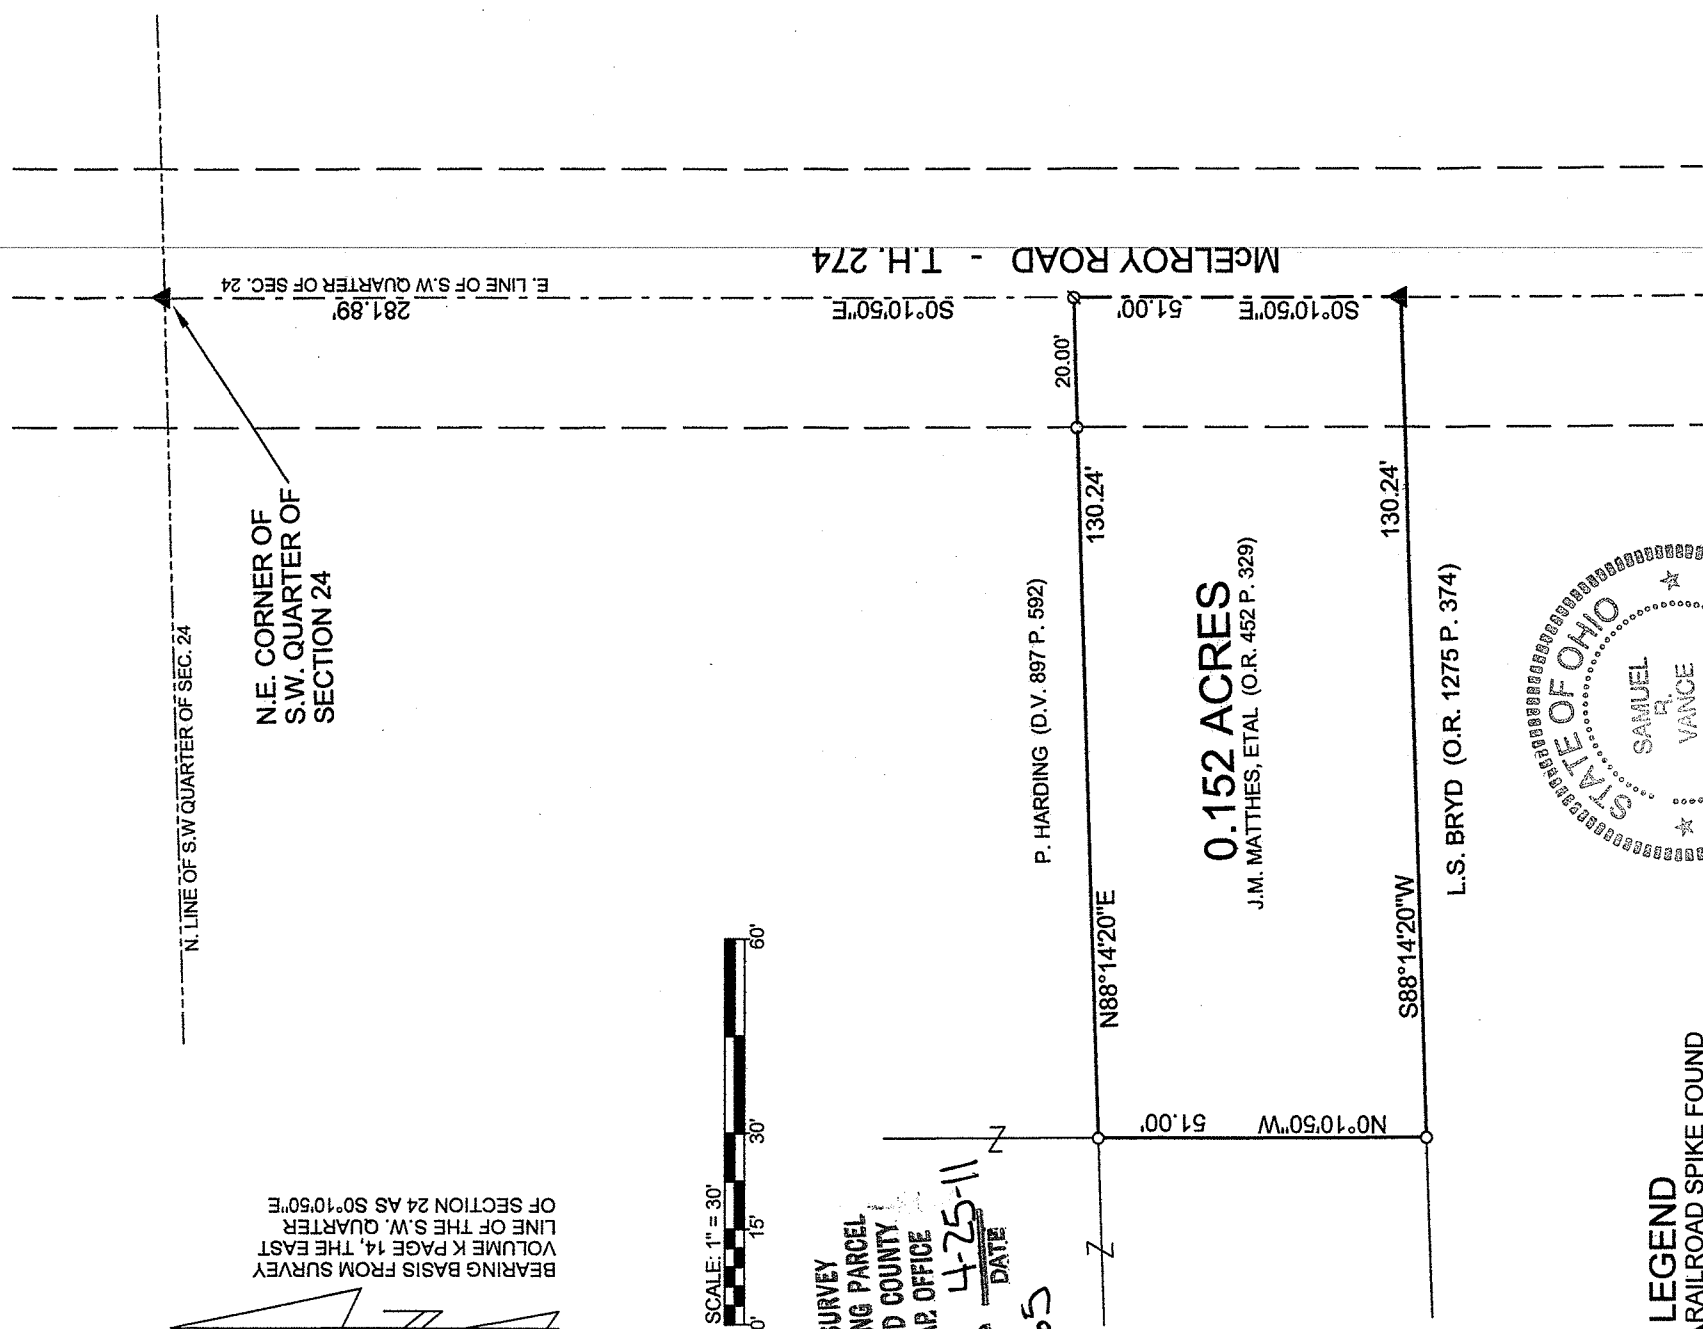 N. LINE OF S.W QUARTER OF SEC. 24
N.E. CORNER OF
S.W. QUARTER OF
SECTION 24
E. LINE OF S.W QUARTER OF SEC. 24
281.89'
S0°10'50"E
McELROY ROAD - T.H. 274
S0°10'50"E
51.00'
20.00'
130.24'
N88°14'20"E
P. HARDING (D.V. 897 P. 592)
0.152 ACRES
J.M. MATTHES, ETAL (O.R. 452 P. 329)
130.24'
S88°14'20"W
L.S. BRYD (O.R. 1275 P. 374)
N0°10'50"W
51.00'
STATE OF OHIO
SAMUEL
R.
VANCE
BEARING BASIS FROM SURVEY
VOLUME K PAGE 14, THE EAST
LINE OF THE S.W. QUARTER
OF SECTION 24 AS S0°10'50"E
SCALE: 1" = 30'
0' 15' 30' 60'
SURVEY
PARCEL
COUNTY
OFFICE
4-25-11
DATE
LEGEND
RAILROAD SPIKE FOUND